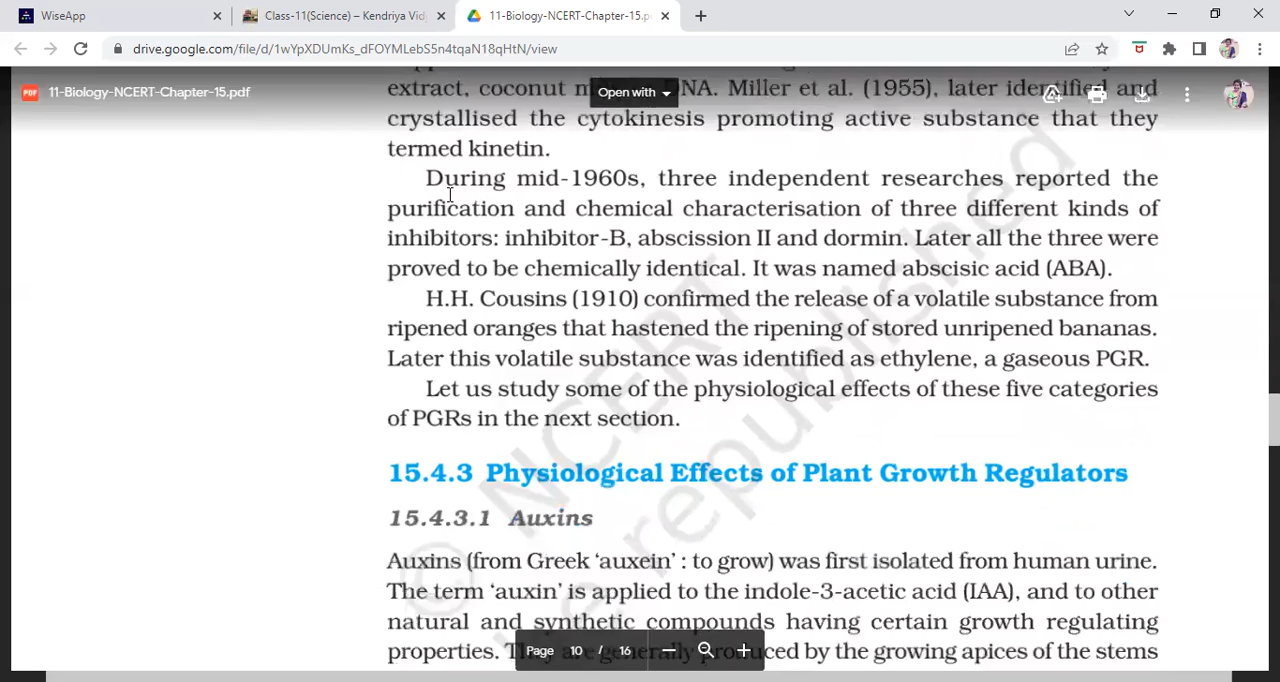 WiseApp
Class-11(Science) – Kendriya Vid
11-Biology-NCERT-Chapter-15.p
drive.google.com/file/d/1wYpXDUmKs_dFOYMLebS5n4tqaN18qHtN/view
PDF 11-Biology-NCERT-Chapter-15.pdf
Open with
extract, coconut m DNA. Miller et al. (1955), later identified and
crystallised the cytokinesis promoting active substance that they
termed kinetin.
During mid-1960s, three independent researches reported the
purification and chemical characterisation of three different kinds of
inhibitors: inhibitor-B, abscission II and dormin. Later all the three were
proved to be chemically identical. It was named abscisic acid (ABA).
H.H. Cousins (1910) confirmed the release of a volatile substance from
ripened oranges that hastened the ripening of stored unripened bananas.
Later this volatile substance was identified as ethylene, a gaseous PGR.
Let us study some of the physiological effects of these five categories
of PGRs in the next section.
15.4.3 Physiological Effects of Plant Growth Regulators
15.4.3.1 Auxins
Auxins (from Greek ‘auxein’ : to grow) was first isolated from human urine.
The term ‘auxin’ is applied to the indole-3-acetic acid (IAA), and to other
natural and synthetic compounds having certain growth regulating
properties. They are generally produced by the growing apices of the stems
Page 10 / 16
© NCERT
be republished